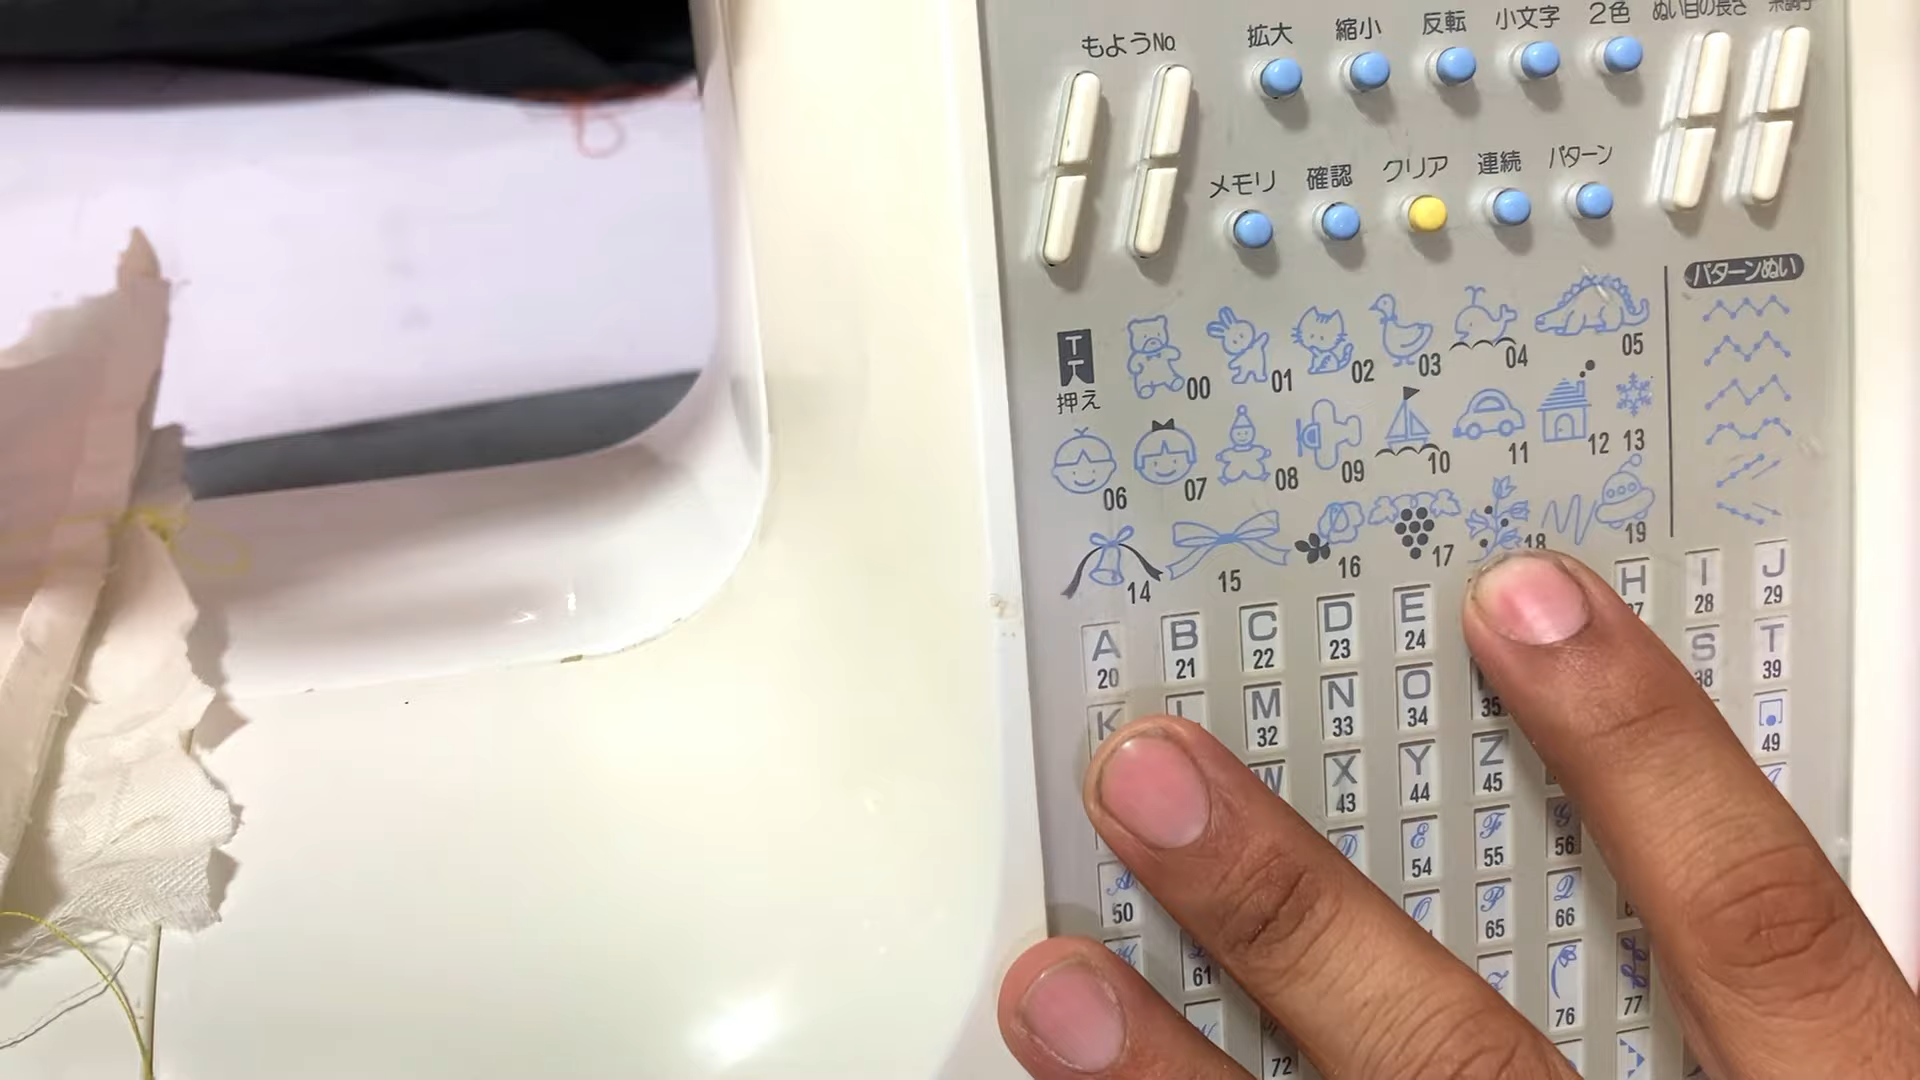 もようNo. 拡大 縮小 反転 小文字 2色 ぬい目の長さ 糸調子
メモリ 確認 クリア 連続 パターン
パターンぬい
押え
00 01 02 03 04 05
06 07 08 09 10 11 12 13
14 15 16 17 18 19
A B C D E H I J
20 21 22 23 24 28 29
K M N O S T
32 33 34 35 38 39
W X Y Z
43 44 45 49
D E F G
54 55 56
A O P Q
50 65 66
61 76 77
72